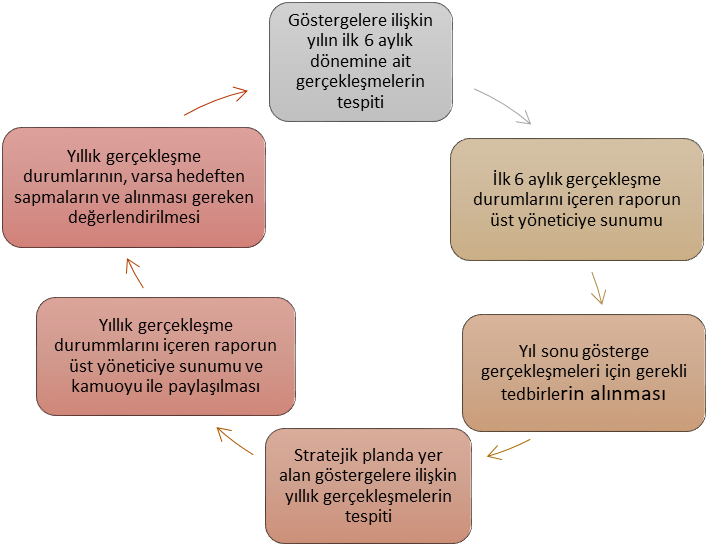 Göstergelere ilişkin
yılın ilk 6 aylık
dönemine ait
gerçekleşmelerin
tespiti
İlk 6 aylık gerçekleşme
durumlarını içeren raporun
üst yöneticiye sunumu
Yıl sonu gösterge
gerçekleşmeleri için gerekli
tedbirlerin alınması
Stratejik planda yer
alan göstergelere ilişkin
yıllık gerçekleşmelerin
tespiti
Yıllık gerçekleşme
durummlarını içeren raporun
üst yöneticiye sunumu ve
kamuoyu ile paylaşılması
Yıllık gerçekleşme
durumlarının, varsa hedeften
sapmaların ve alınması gereken
değerlendirilmesi